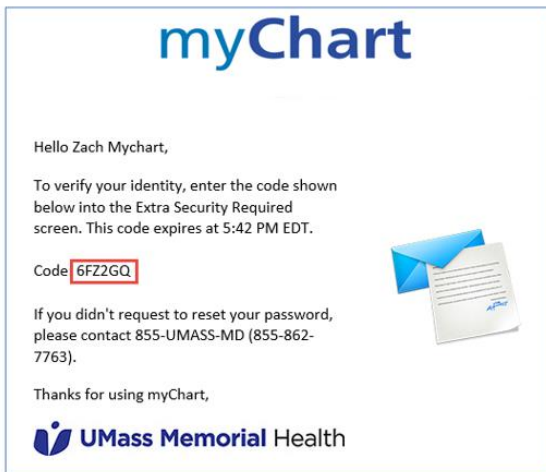 myChart
Hello Zach Mychart,
To verify your identity, enter the code shown
below into the Extra Security Required
screen. This code expires at 5:42 PM EDT.
Code 6FZ2GQ
If you didn't request to reset your password,
please contact 855-UMASS-MD (855-862-
7763).
Thanks for using myChart,
UMass Memorial Health